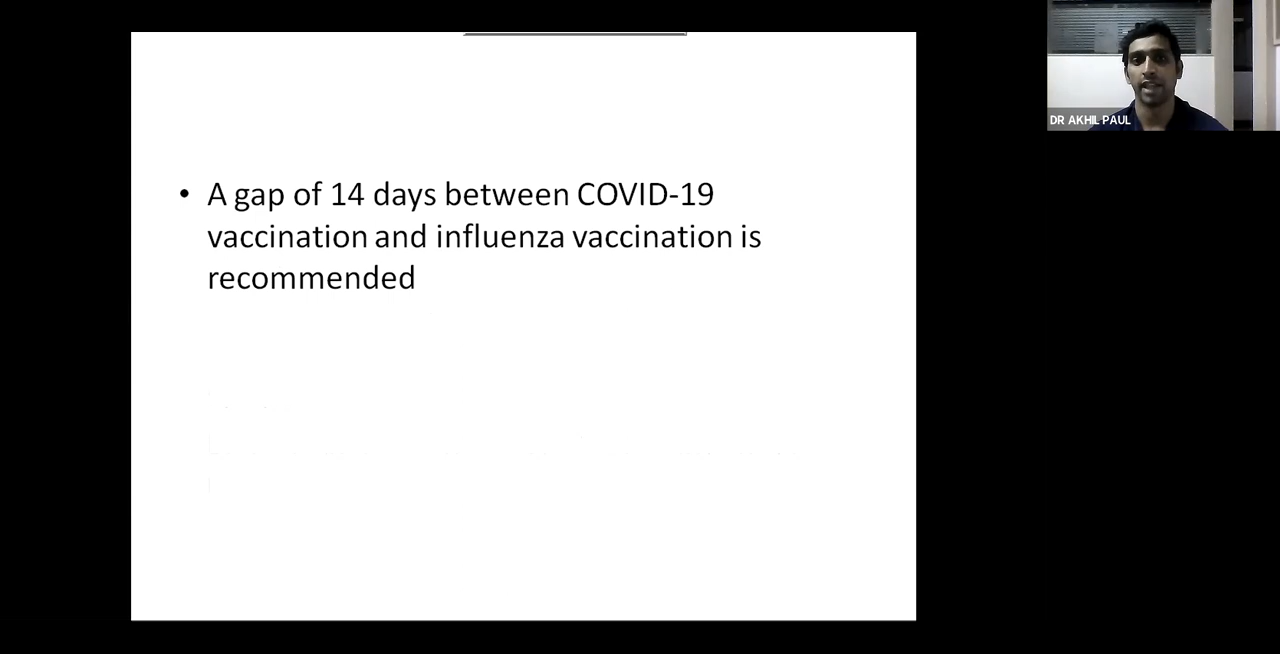 • A gap of 14 days between COVID-19
vaccination and influenza vaccination is
recommended
DR AKHIL PAUL